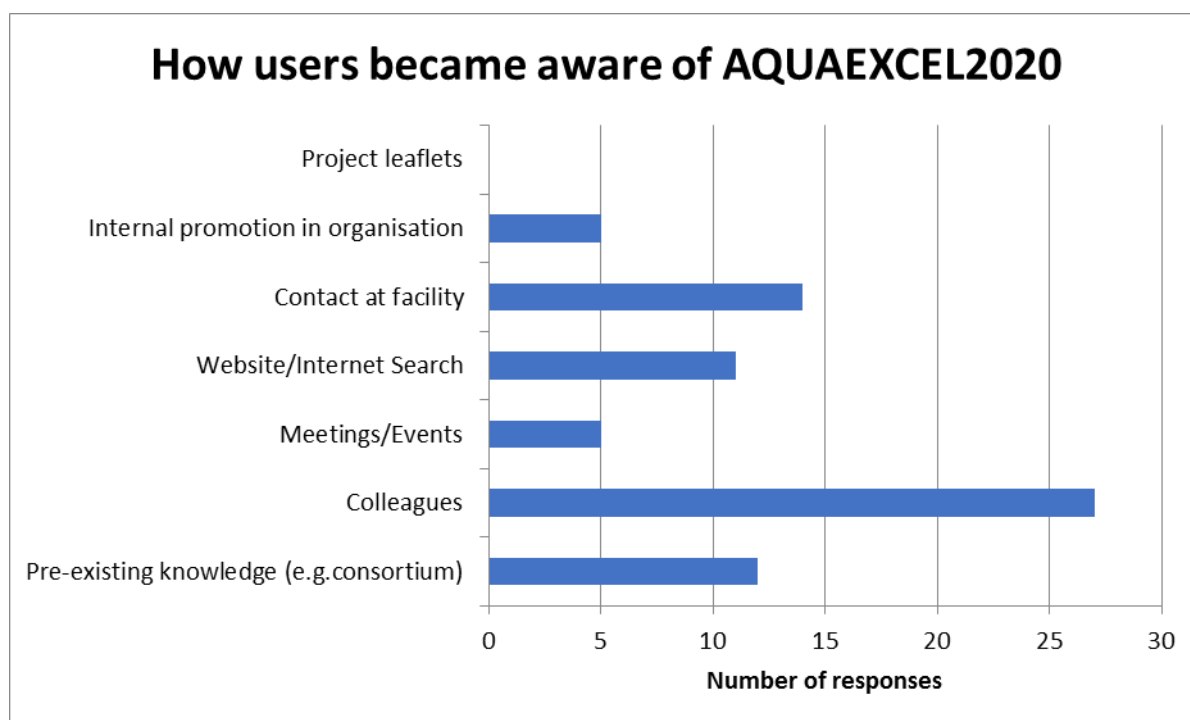 How users became aware of AQUAEXCEL2020
Project leaflets
Internal promotion in organisation
Contact at facility
Website/Internet Search
Meetings/Events
Colleagues
Pre-existing knowledge (e.g.consortium)
0 5 10 15 20 25 30
Number of responses